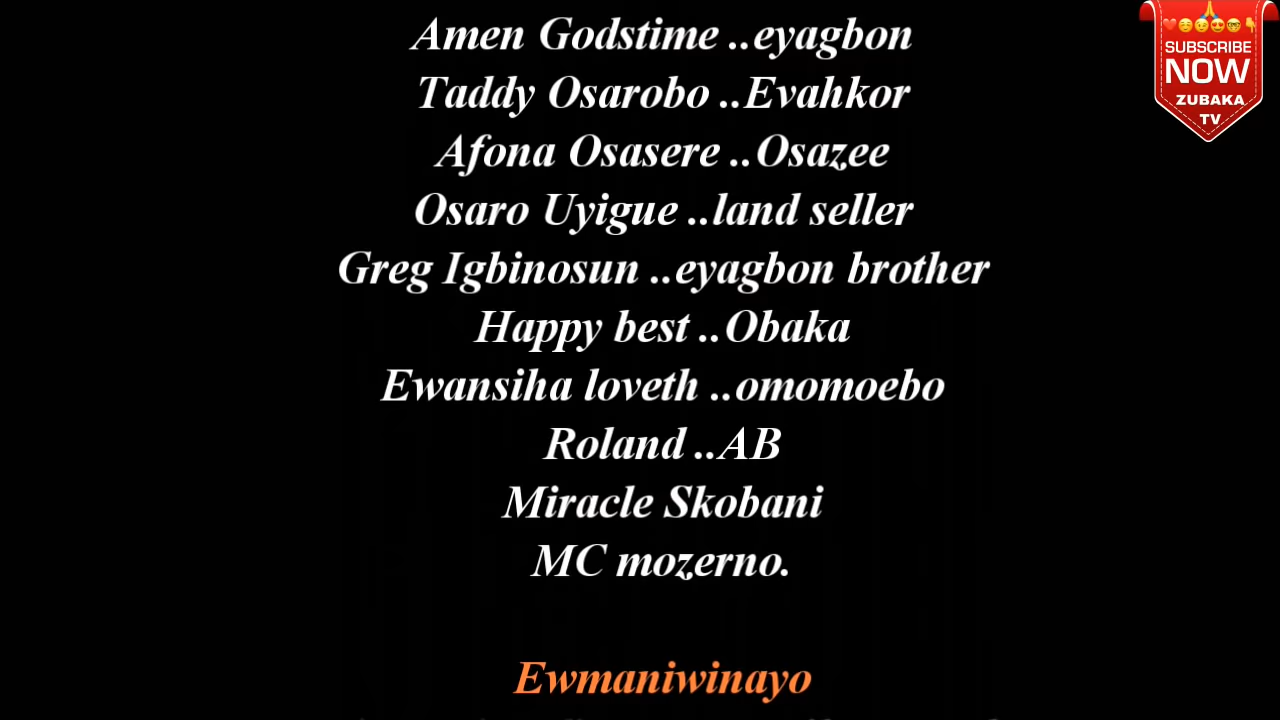 Amen Godstime ..eyagbon
Taddy Osarobo ..Evahkor
Afona Osasere ..Osazee
Osaro Uyigue ..land seller
Greg Igbinosun ..eyagbon brother
Happy best ..Obaka
Ewansiha loveth ..omomoebo
Roland ..AB
Miracle Skobani
MC mozerno.
Ewmaniwinayo
SUBSCRIBE
NOW
ZUBAKA
TV